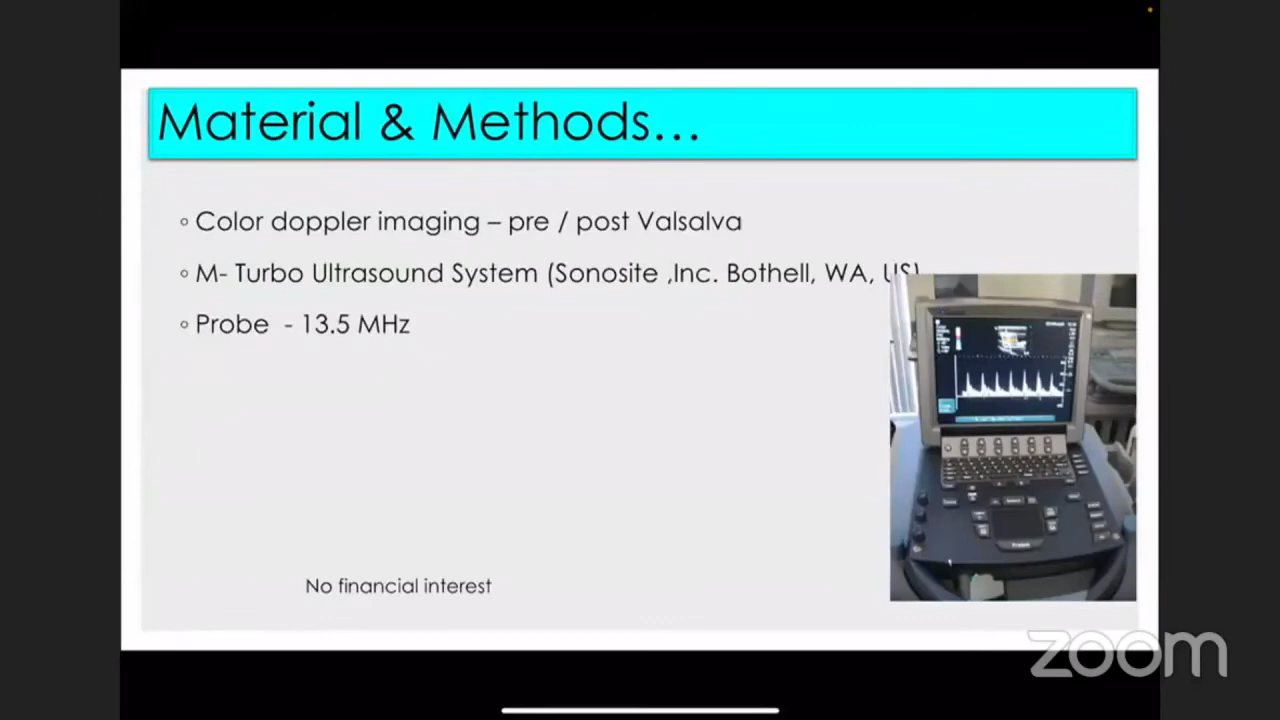 Material & Methods...
◦ Color doppler imaging – pre / post Valsalva
◦ M- Turbo Ultrasound System (Sonosite ,Inc. Bothell, WA, US)
◦ Probe - 13.5 MHz
No financial interest
zoom